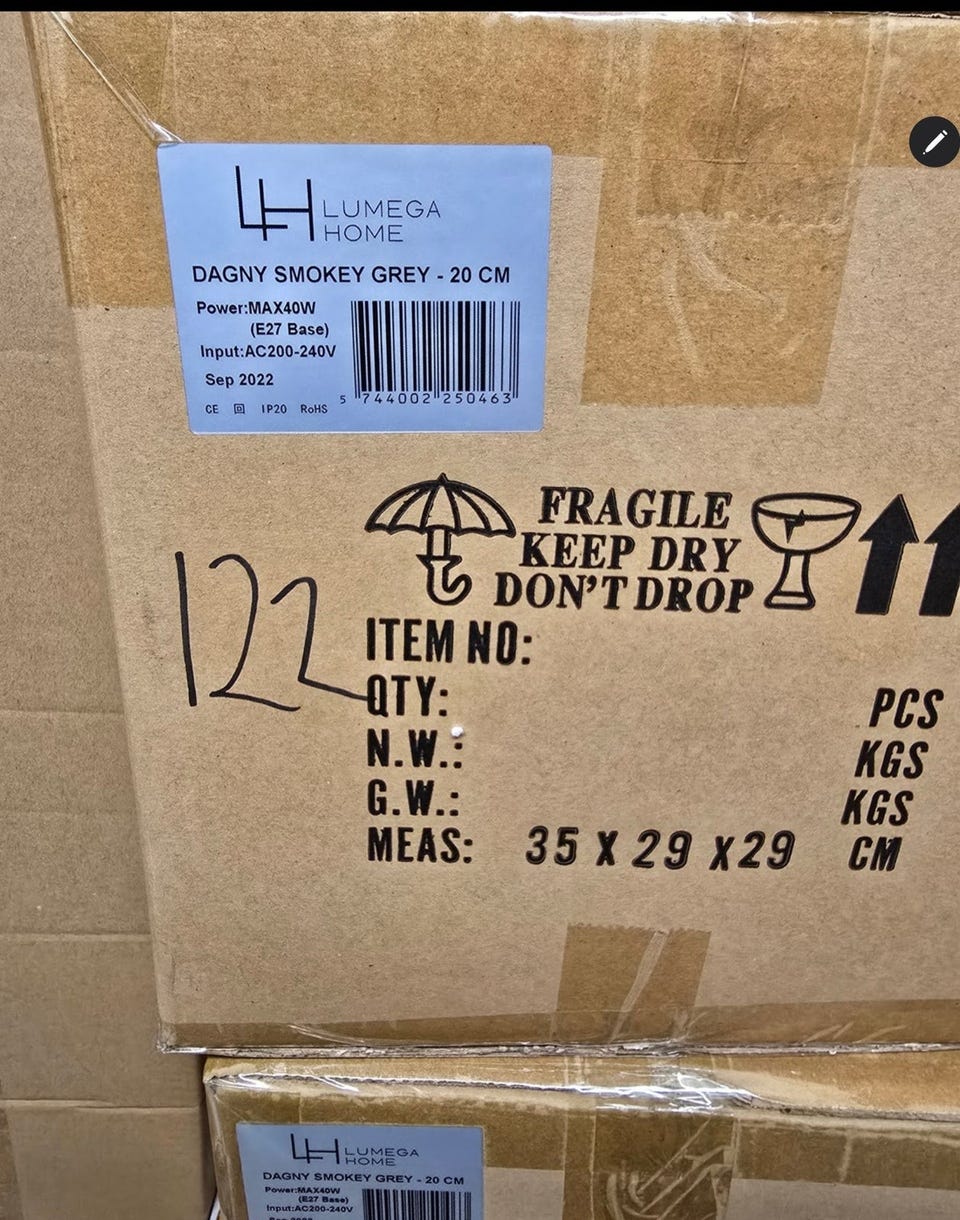 LH LUMEGA
HOME
DAGNY SMOKEY GREY - 20 CM
Power:MAX40W
(E27 Base)
Input:AC200-240V
Sep 2022
CE IP20 RoHS
5 744002 250463
FRAGILE
KEEP DRY
DON'T DROP
122
ITEM NO:
QTY: PCS
N.W.: KGS
G.W.: KGS
MEAS: 35 X 29 X29 CM
LH LUMEGA
HOME
DAGNY SMOKEY GREY - 20 CM
Power:MAX40W
(E27 Base)
Input:AC200-240V